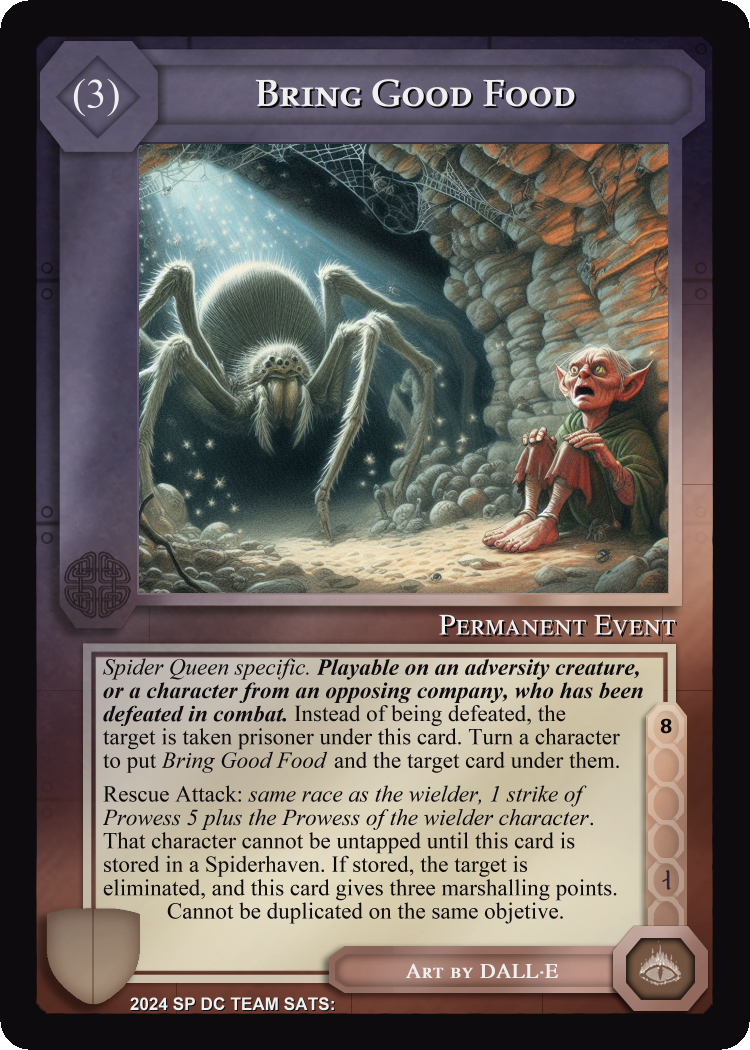 (3)
Bring Good Food
Permanent Event
Spider Queen specific. Playable on an adversity creature,
or a character from an opposing company, who has been
defeated in combat. Instead of being defeated, the
target is taken prisoner under this card. Turn a character
to put Bring Good Food and the target card under them.
8
Rescue Attack: same race as the wielder, 1 strike of
Prowess 5 plus the Prowess of the wielder character.
That character cannot be untapped until this card is
stored in a Spiderhaven. If stored, the target is
eliminated, and this card gives three marshalling points.
Cannot be duplicated on the same objetive.
Art by DALL·E
2024 SP DC TEAM SATS: